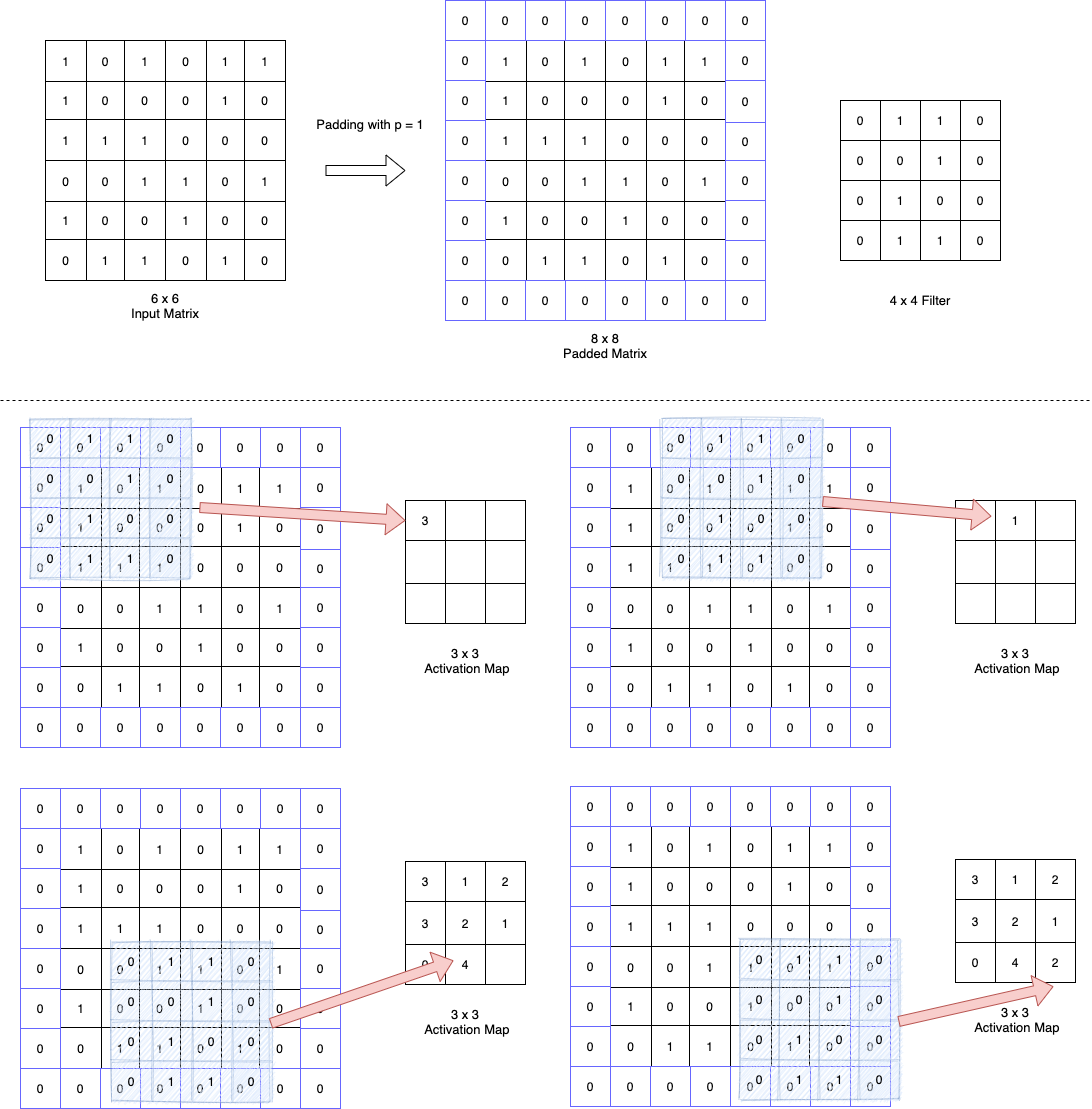 1 0 1 0 1 1
1 0 0 0 1 0
1 1 1 0 0 0
0 0 1 1 0 1
1 0 0 1 0 0
0 1 1 0 1 0
6 x 6
Input Matrix
Padding with p = 1
0 0 0 0 0 0 0 0
0 1 0 1 0 1 1 0
0 1 0 0 0 1 0 0
0 1 1 1 0 0 0 0
0 0 0 1 1 0 1 0
0 1 0 0 1 0 0 0
0 0 1 1 0 1 0 0
0 0 0 0 0 0 0 0
8 x 8
Padded Matrix
0 1 1 0
0 0 1 0
0 1 0 0
0 1 1 0
4 x 4 Filter
0 0 0 1 0 1 0 0 0 0 0 0
0 0 1 0 0 1 1 0 0 1 1 0
0 0 1 1 0 0 0 0 0 1 0 0
0 0 1 1 1 1 1 0 0 0 0 0
0 0 0 1 1 0 1 0
0 1 0 0 1 0 0 0
0 0 1 1 0 1 0 0
0 0 0 0 0 0 0 0
3
3 x 3
Activation Map
0 0 0 0 0 1 0 1 0 0 0 0
0 1 0 0 1 0 0 1 1 0 1 0
0 1 0 0 0 1 0 0 1 0 0 0
0 1 1 0 1 1 0 1 0 0 0 0
0 0 0 1 1 0 1 0
0 1 0 0 1 0 0 0
0 0 1 1 0 1 0 0
0 0 0 0 0 0 0 0
1
3 x 3
Activation Map
0 0 0 0 0 0 0 0
0 1 0 1 0 1 1 0
0 1 0 0 0 1 0 0
0 1 1 1 0 0 0 0
0 0 0 0 1 1 1 1 0 0 1 0
0 1 0 0 0 0 1 1 0 0 0 0
0 0 1 0 1 1 0 0 1 0 0 0
0 0 0 0 0 1 0 1 0 0 0 0
3 1 2
3 2 1
0 4
3 x 3
Activation Map
0 0 0 0 0 0 0 0
0 1 0 1 0 1 1 0
0 1 0 0 0 1 0 0
0 1 1 1 0 0 0 0
0 0 0 1 1 0 0 1 1 1 0 0
0 1 0 0 1 0 0 0 0 1 0 0
0 0 1 1 0 0 1 1 0 0 0 0
0 0 0 0 0 0 0 1 0 1 0 0
3 1 2
3 2 1
0 4 2
3 x 3
Activation Map